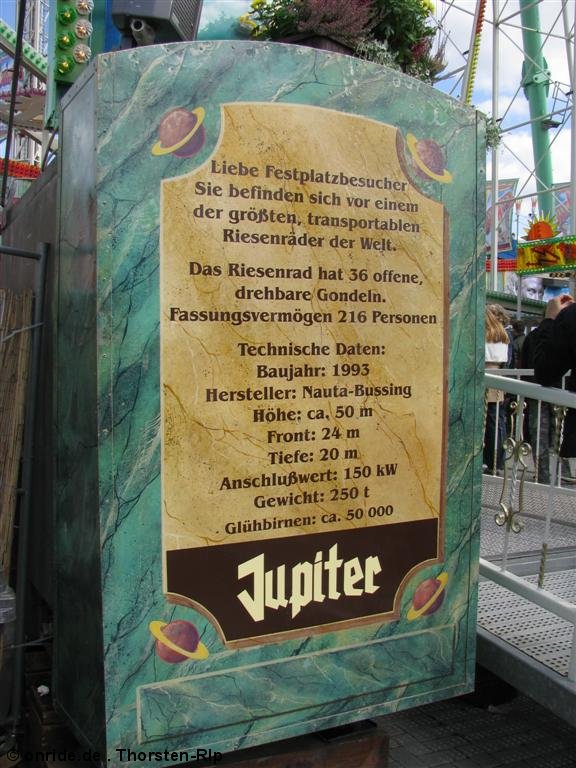 Liebe Festplatzbesucher
Sie befinden sich vor einem
der größten, transportablen
Riesenräder der Welt.
Das Riesenrad hat 36 offene,
drehbare Gondeln.
Fassungsvermögen 216 Personen
Technische Daten:
Baujahr: 1993
Hersteller: Nauta-Bussing
Höhe: ca. 50 m
Front: 24 m
Tiefe: 20 m
Anschlußwert: 150 kW
Gewicht: 250 t
Glühbirnen: ca. 50 000
Jupiter
© onride.de, Thorsten-Rlp